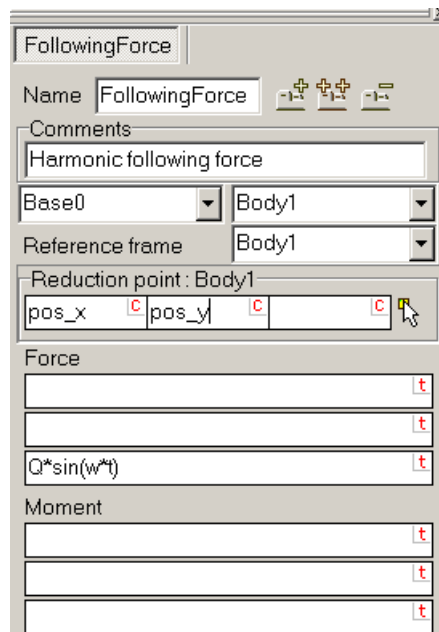 FollowingForce
Name FollowingForce
Comments
Harmonic following force
Base0 Body1
Reference frame Body1
Reduction point : Body1
pos_x C pos_y C C
Force
t
t
Q*sin(w*t) t
Moment
t
t
t